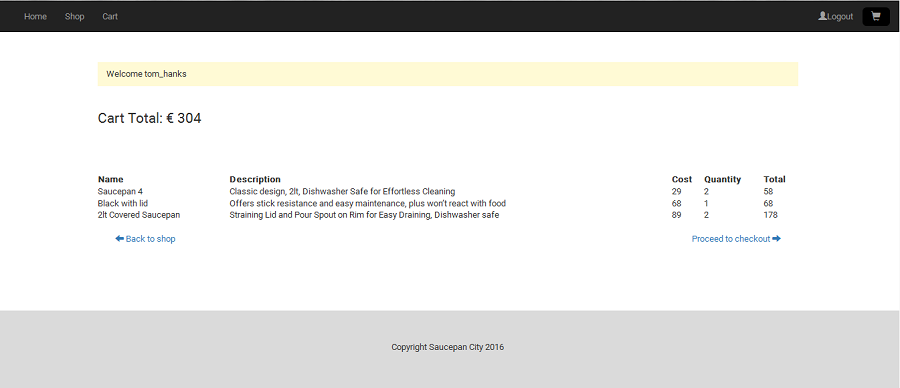 Home Shop Cart Logout
Welcome tom_hanks
Cart Total: € 304
Name Description Cost Quantity Total
Saucepan 4 Classic design, 2lt, Dishwasher Safe for Effortless Cleaning 29 2 58
Black with lid Offers stick resistance and easy maintenance, plus won't react with food 68 1 68
2lt Covered Saucepan Straining Lid and Pour Spout on Rim for Easy Draining, Dishwasher safe 89 2 178
Back to shop Proceed to checkout
Copyright Saucepan City 2016